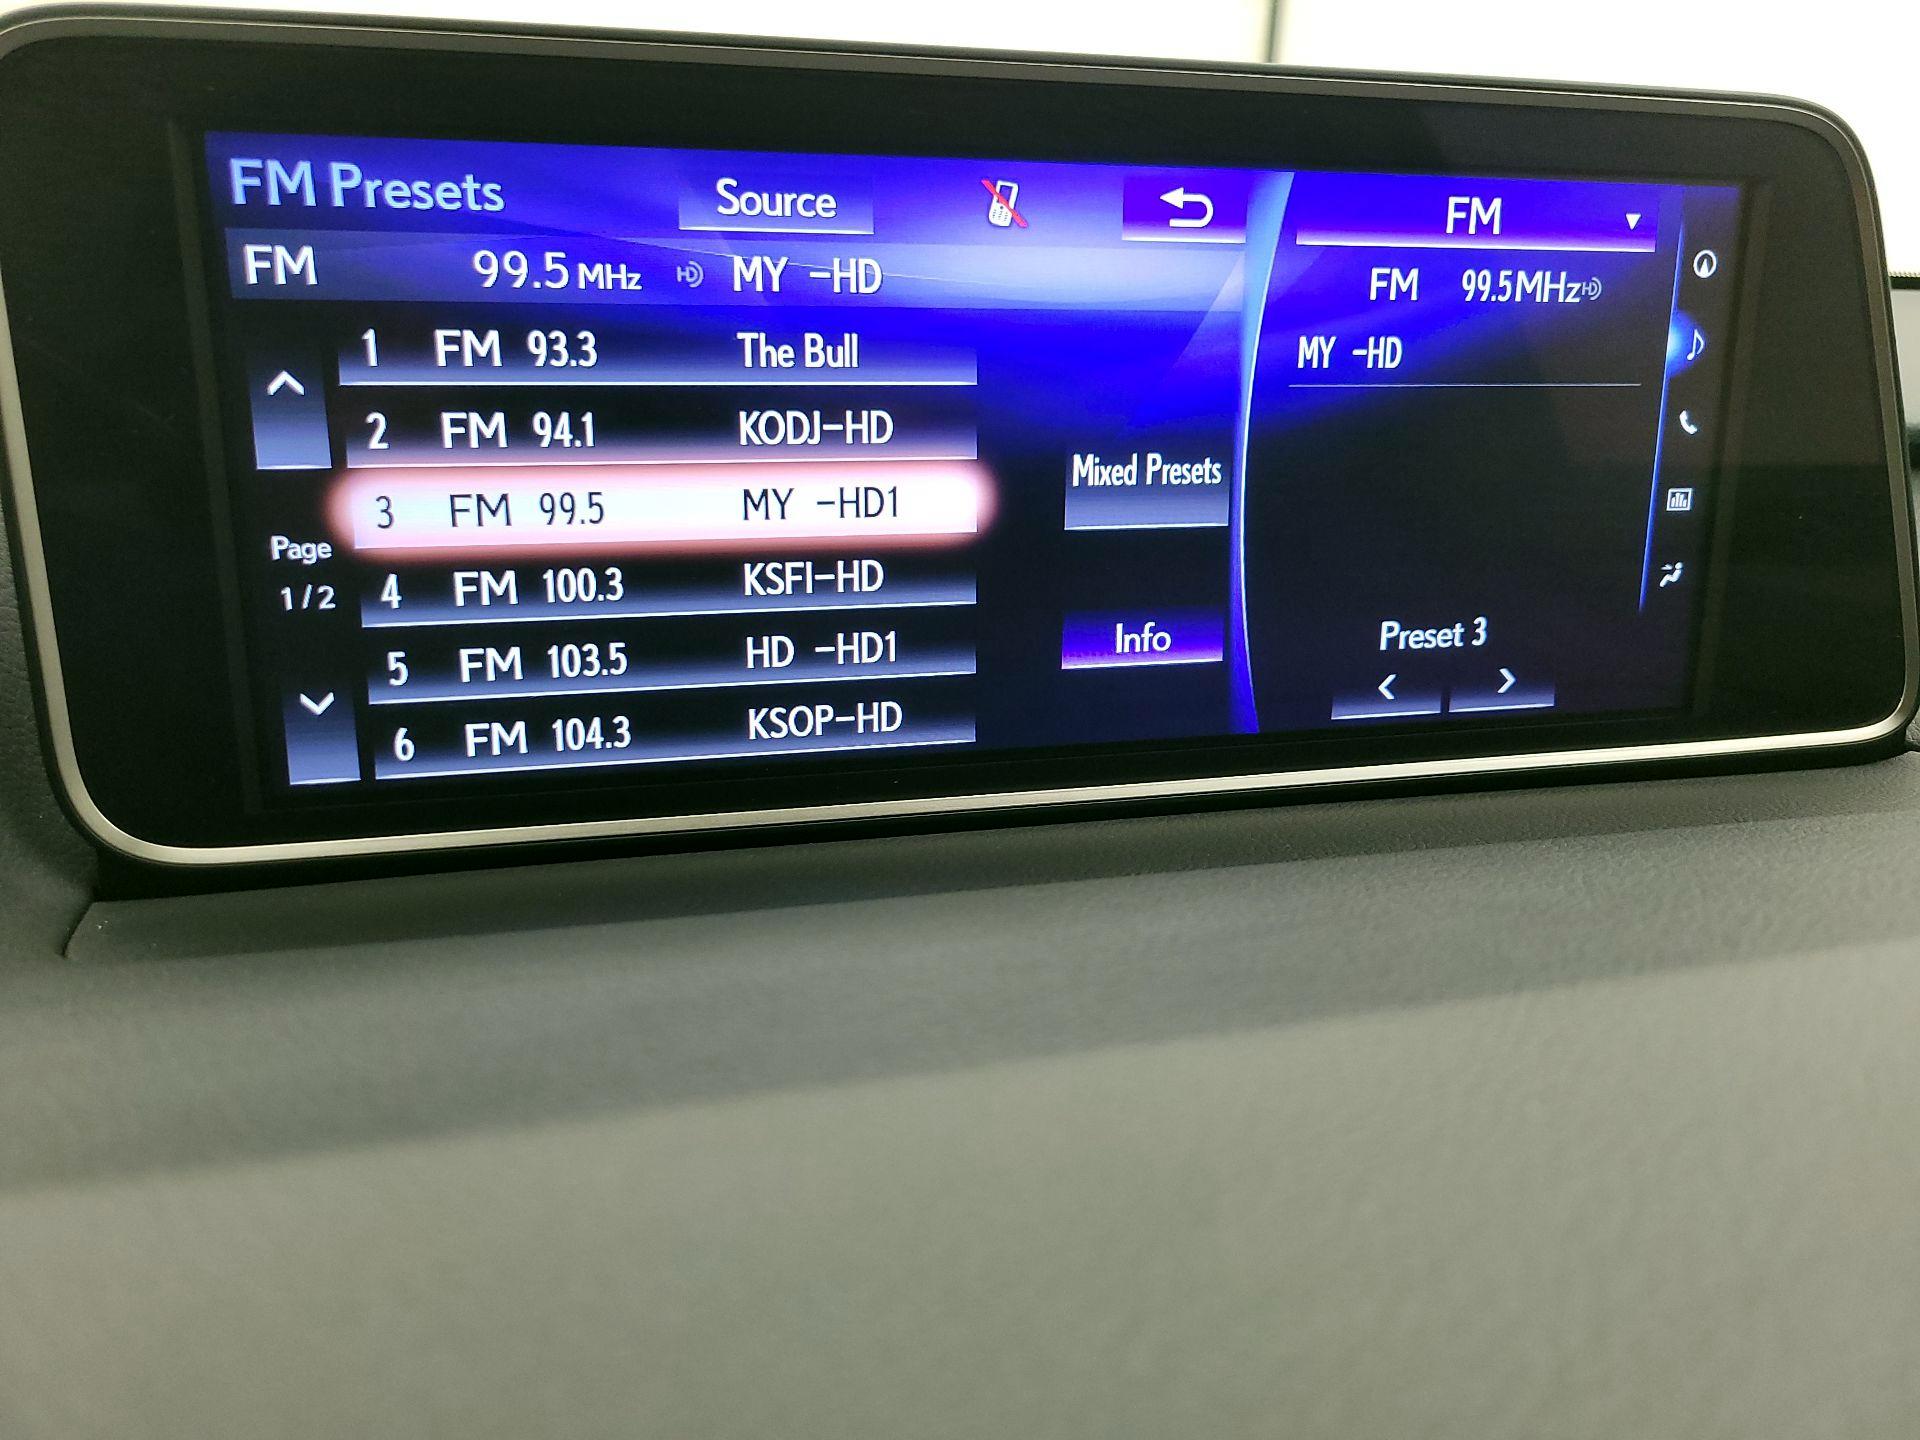 FM Presets
Source
FM 99.5 MHz HD MY -HD
1 FM 93.3 The Bull
2 FM 94.1 KODJ-HD
3 FM 99.5 MY -HD1
4 FM 100.3 KSFI-HD
5 FM 103.5 HD -HD1
6 FM 104.3 KSOP-HD
Page
1/2
Mixed Presets
Info
FM
FM 99.5MHz HD
MY -HD
Preset 3